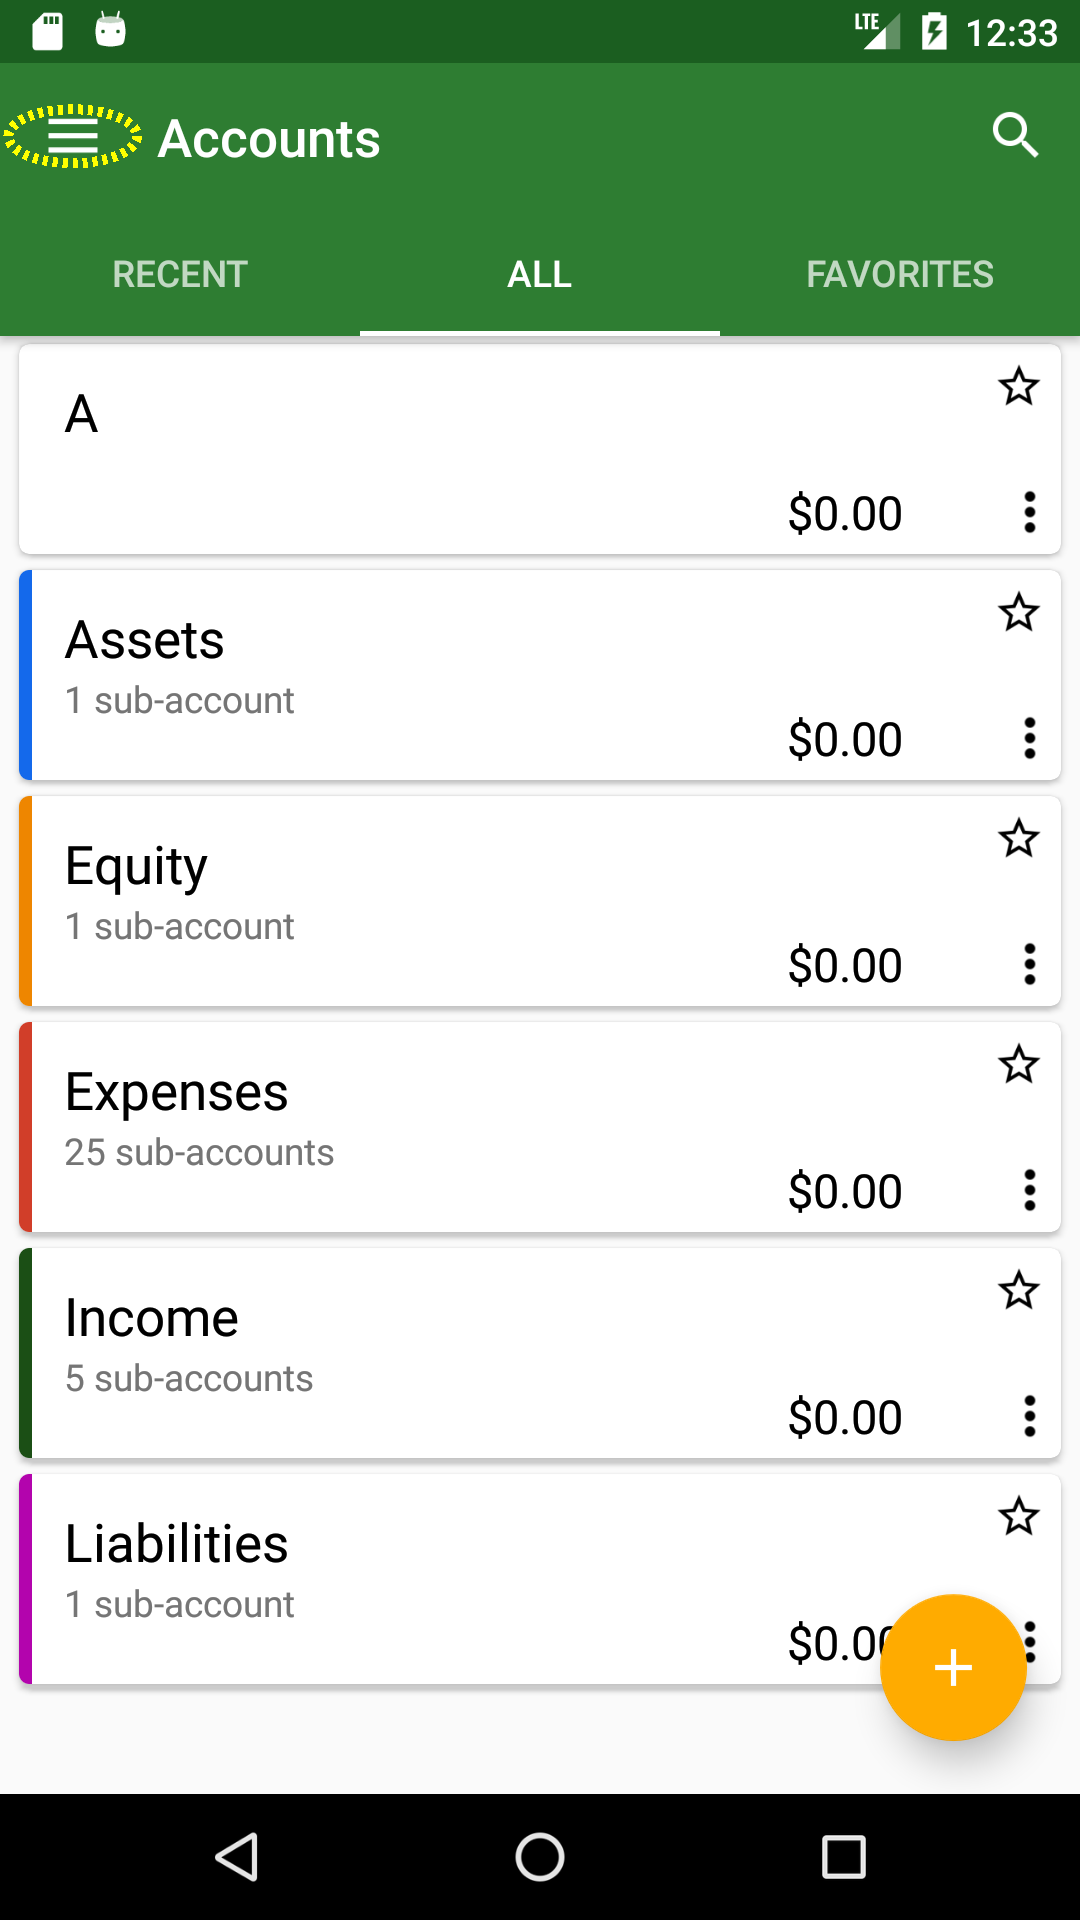 LTE 12:33
Accounts
RECENT ALL FAVORITES
A
$0.00
Assets
1 sub-account
$0.00
Equity
1 sub-account
$0.00
Expenses
25 sub-accounts
$0.00
Income
5 sub-accounts
$0.00
Liabilities
1 sub-account
$0.00